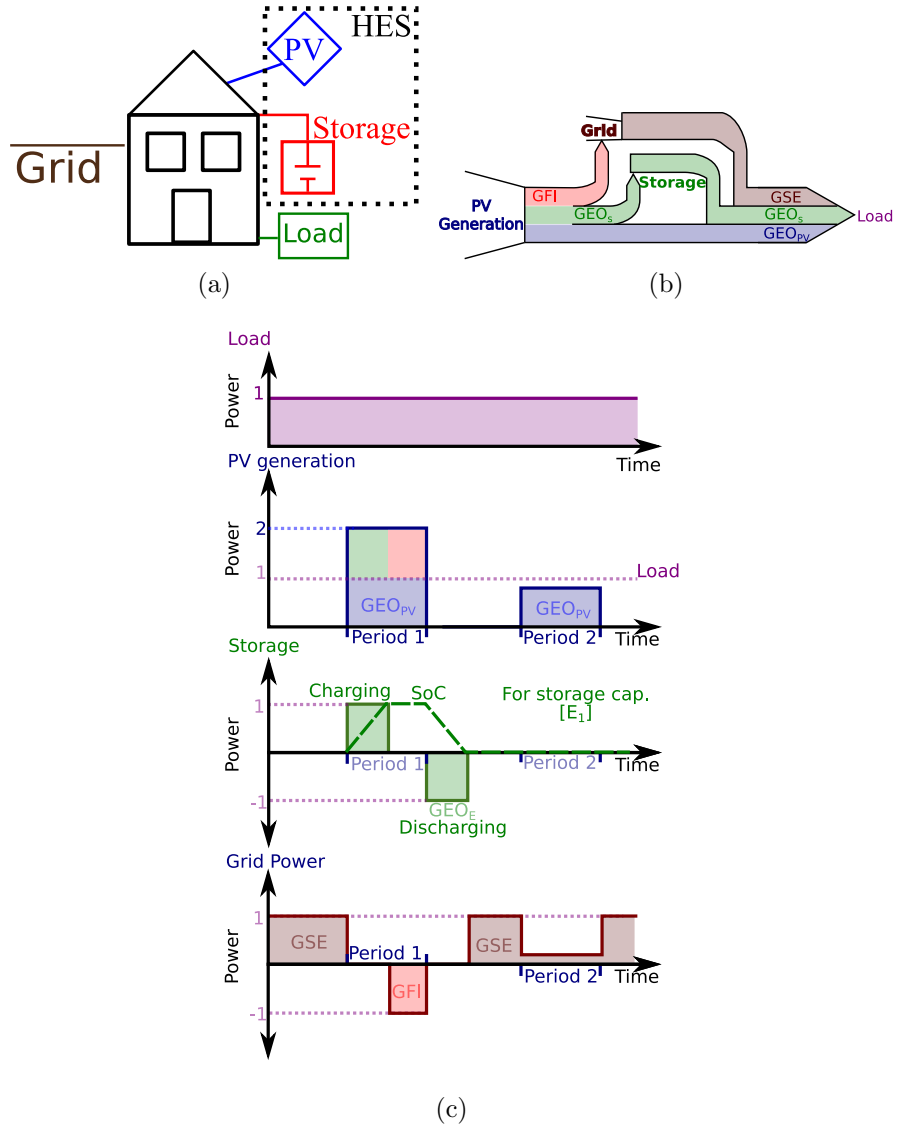 HES
PV
Storage
Grid
Load
(a)
Grid
Storage
GFI
GSE
PV
Generation
GEOs
GEOs
Load
GEOPV
(b)
Load
Power
1
Time
PV generation
Power
2
1
Load
GEOPV
GEOPV
Period 1
Period 2
Time
Storage
Power
Charging
SoC
For storage cap.
[E1]
1
Period 1
Period 2
Time
-1
GEOE
Discharging
Grid Power
Power
1
GSE
Period 1
GSE
Period 2
Time
GFI
-1
(c)